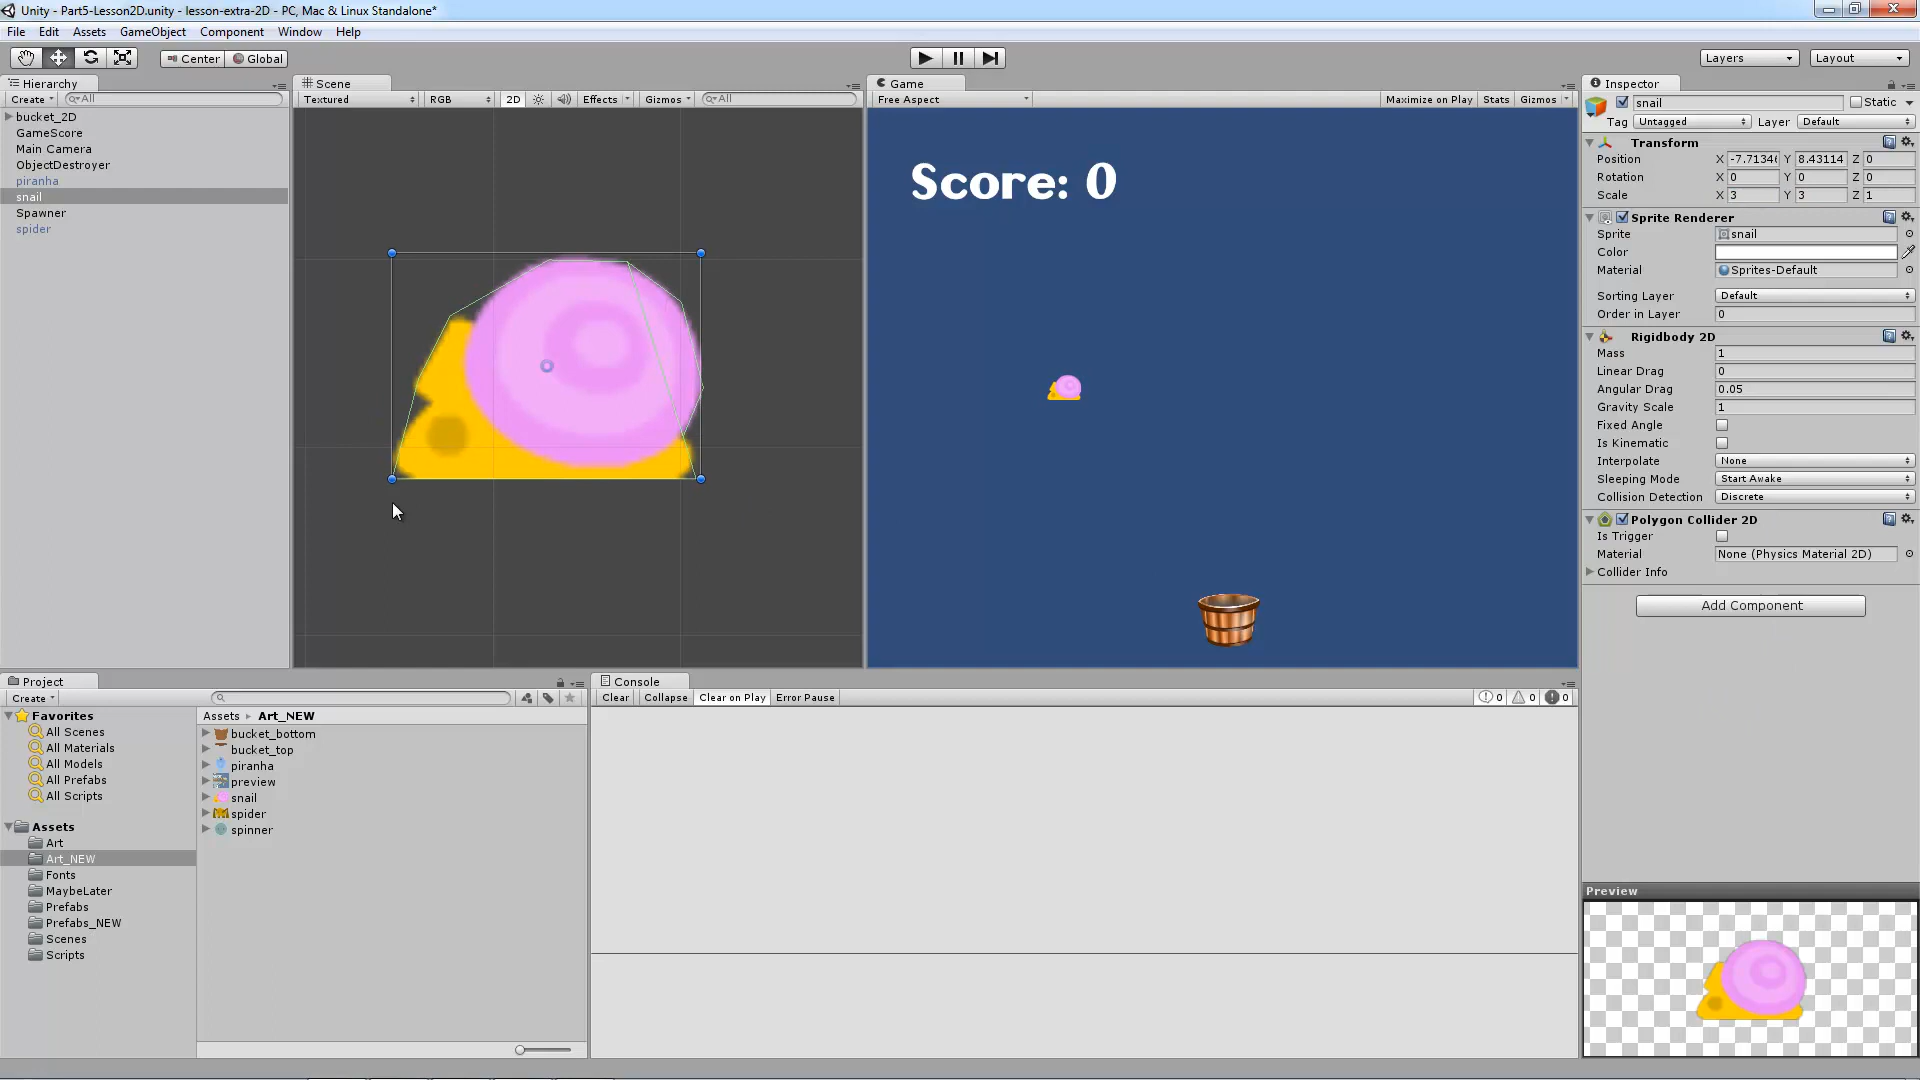 Unity - Part5-Lesson2D.unity - lesson-extra-2D - PC, Mac & Linux Standalone*
File Edit Assets GameObject Component Window Help
Center Global Layers Layout
Hierarchy
Create All
bucket_2D
GameScore
Main Camera
ObjectDestroyer
piranha
snail
Spawner
spider
Scene
Textured RGB 2D Effects Gizmos All
Game
Free Aspect Maximize on Play Stats Gizmos
Score: 0
Inspector
snail Static
Tag Untagged Layer Default
Transform
Position X -7.7134 Y 8.43114 Z 0
Rotation X 0 Y 0 Z 0
Scale X 3 Y 3 Z 1
Sprite Renderer
Sprite snail
Color
Material Sprites-Default
Sorting Layer Default
Order in Layer 0
Rigidbody 2D
Mass 1
Linear Drag 0
Angular Drag 0.05
Gravity Scale 1
Fixed Angle
Is Kinematic
Interpolate None
Sleeping Mode Start Awake
Collision Detection Discrete
Polygon Collider 2D
Is Trigger
Material None (Physics Material 2D)
Collider Info
Add Component
Preview
Project
Create
Favorites
All Scenes
All Materials
All Models
All Prefabs
All Scripts
Assets
Art
Art_NEW
Fonts
MaybeLater
Prefabs
Prefabs_NEW
Scenes
Scripts
Assets Art_NEW
bucket_bottom
bucket_top
piranha
preview
snail
spider
spinner
Console
Clear Collapse Clear on Play Error Pause 0 0 0